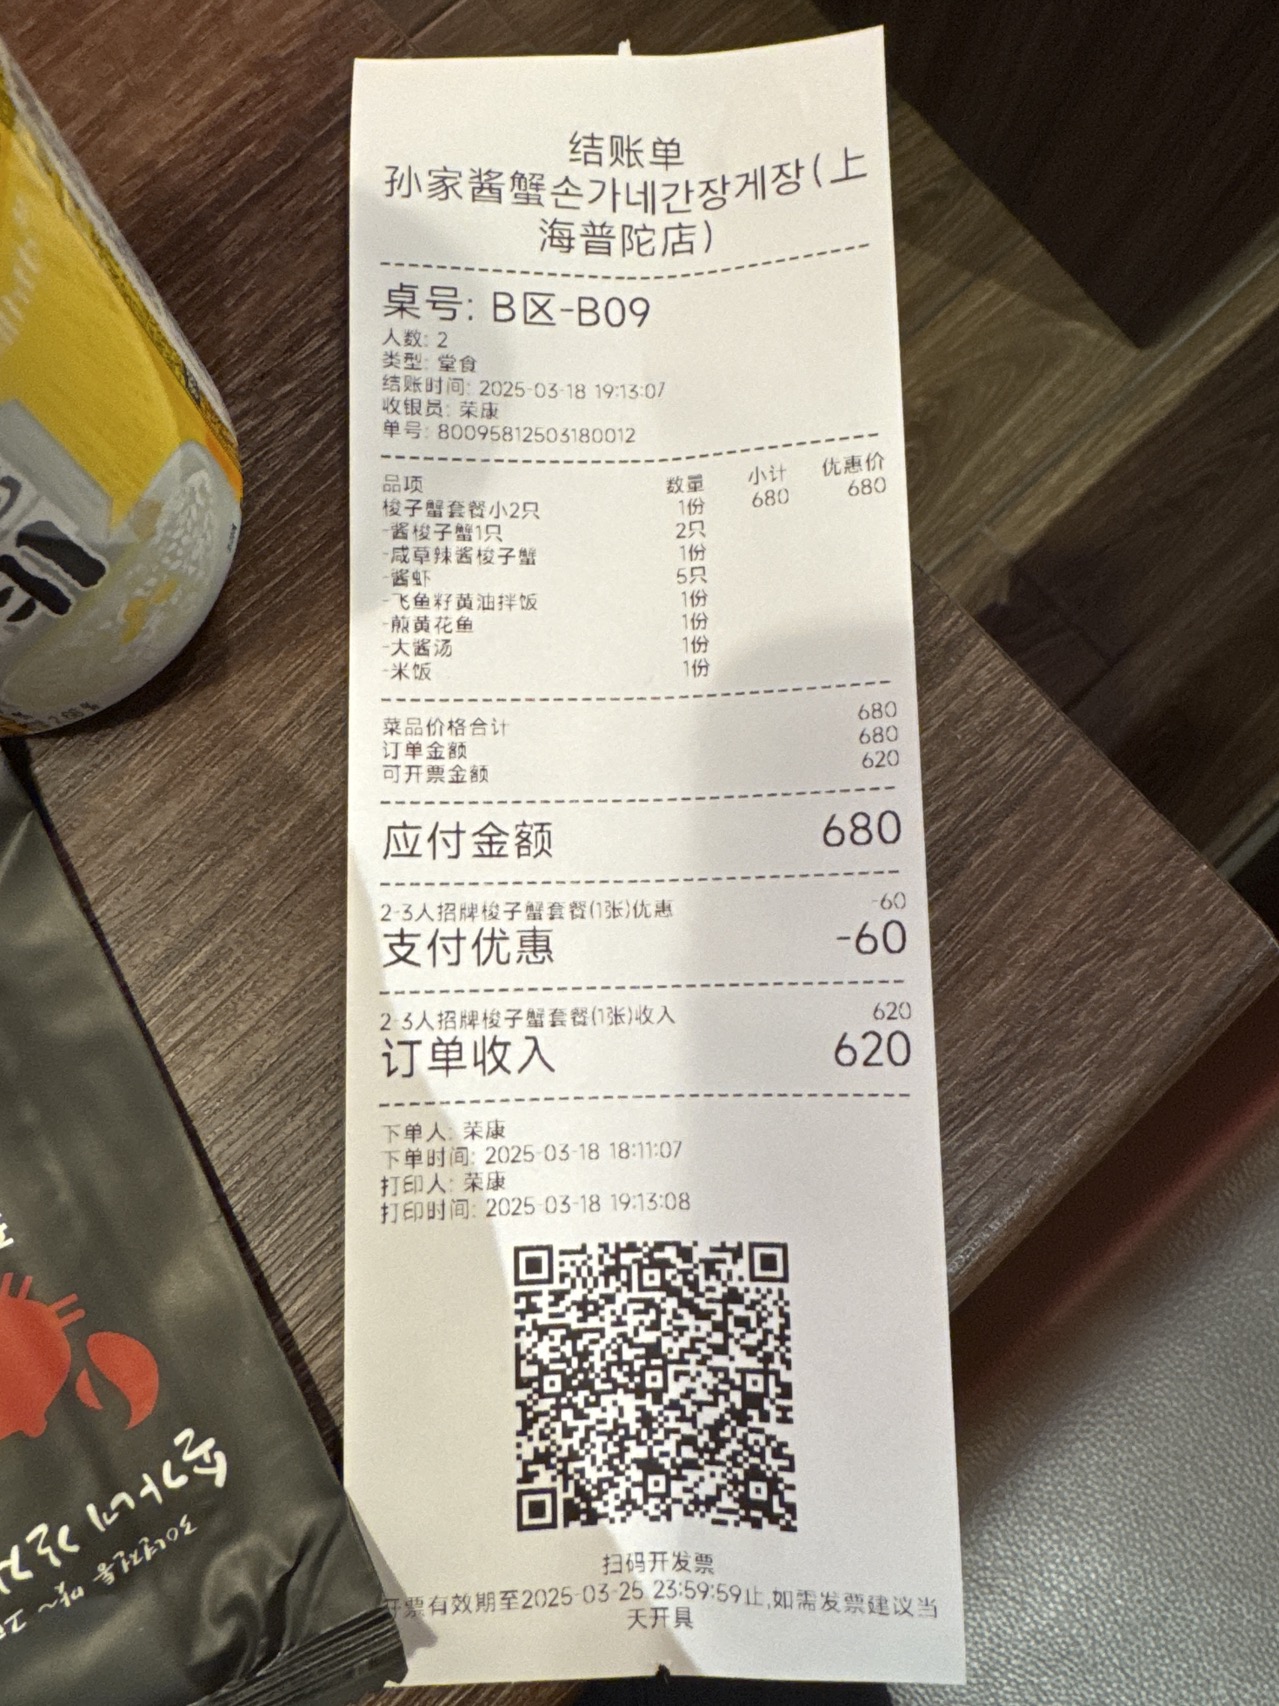 结账单
孙家酱蟹손가네간장게장(上
海普陀店)
桌号: B区-B09
人数: 2
类型: 堂食
结账时间: 2025-03-18 19:13:07
收银员: 荣康
单号: 80095812503180012
品项 数量 小计 优惠价
梭子蟹套餐小2只 1份 680 680
-酱梭子蟹1只 2只
-咸草辣酱梭子蟹 1份
-酱虾 5只
-飞鱼籽黄油拌饭 1份
-煎黄花鱼 1份
-大酱汤 1份
-米饭 1份
菜品价格合计 680
订单金额 680
可开票金额 620
应付金额 680
2-3人招牌梭子蟹套餐(1张)优惠 -60
支付优惠 -60
2-3人招牌梭子蟹套餐(1张)收入 620
订单收入 620
下单人: 荣康
下单时间: 2025-03-18 18:11:07
打印人: 荣康
打印时间: 2025-03-18 19:13:08
扫码开发票
开票有效期至2025-03-25 23:59:59止,如需发票建议当
天开具
손가네 간장
30년전통 맛~